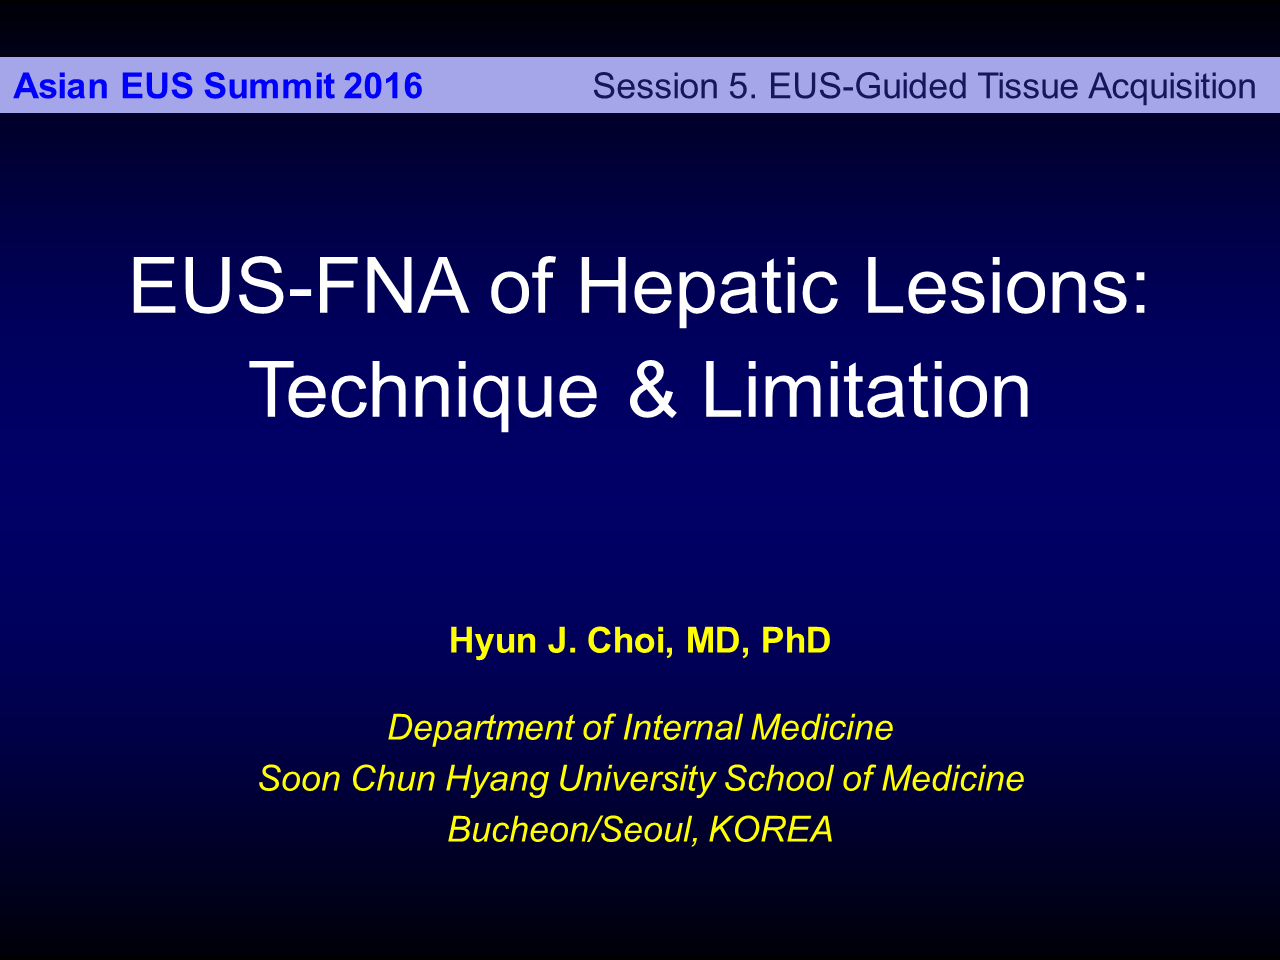 Asian EUS Summit 2016 Session 5. EUS-Guided Tissue Acquisition
EUS-FNA of Hepatic Lesions:
Technique & Limitation
Hyun J. Choi, MD, PhD
Department of Internal Medicine
Soon Chun Hyang University School of Medicine
Bucheon/Seoul, KOREA